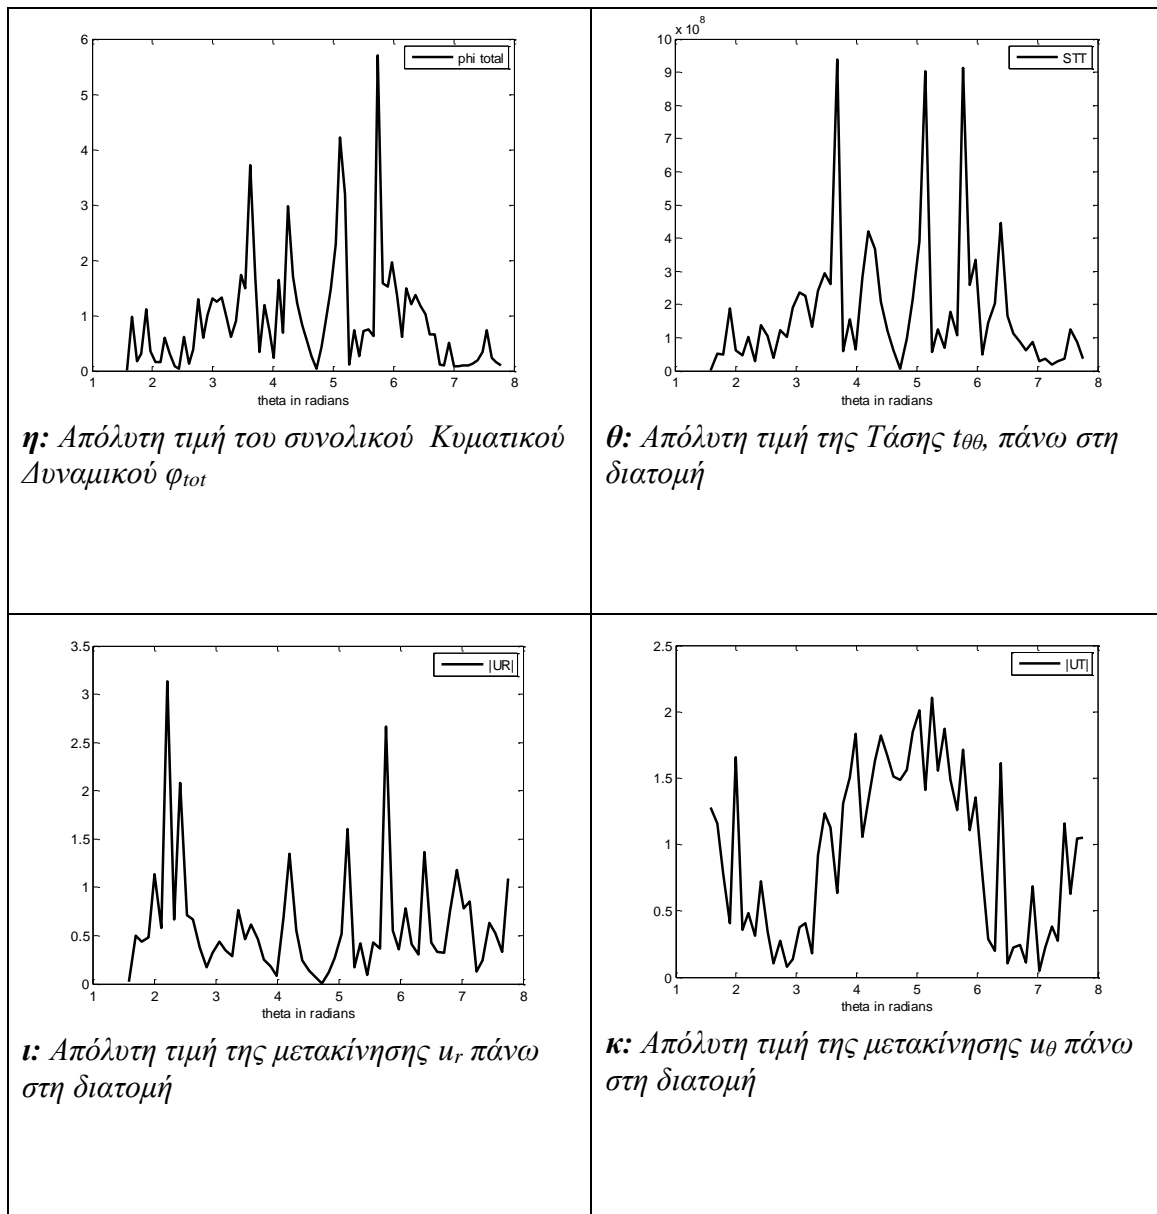 6
5
4
3
2
1
0
1 2 3 4 5 6 7 8
theta in radians
phi total
η: Απόλυτη τιμή του συνολικού Κυματικού
Δυναμικού φtot
x 10^8
10
9
8
7
6
5
4
3
2
1
0
1 2 3 4 5 6 7 8
theta in radians
STT
θ: Απόλυτη τιμή της Τάσης tθθ, πάνω στη
διατομή
3.5
3
2.5
2
1.5
1
0.5
0
1 2 3 4 5 6 7 8
theta in radians
|UR|
ι: Απόλυτη τιμή της μετακίνησης ur πάνω
στη διατομή
2.5
2
1.5
1
0.5
0
1 2 3 4 5 6 7 8
theta in radians
|UT|
κ: Απόλυτη τιμή της μετακίνησης uθ πάνω
στη διατομή